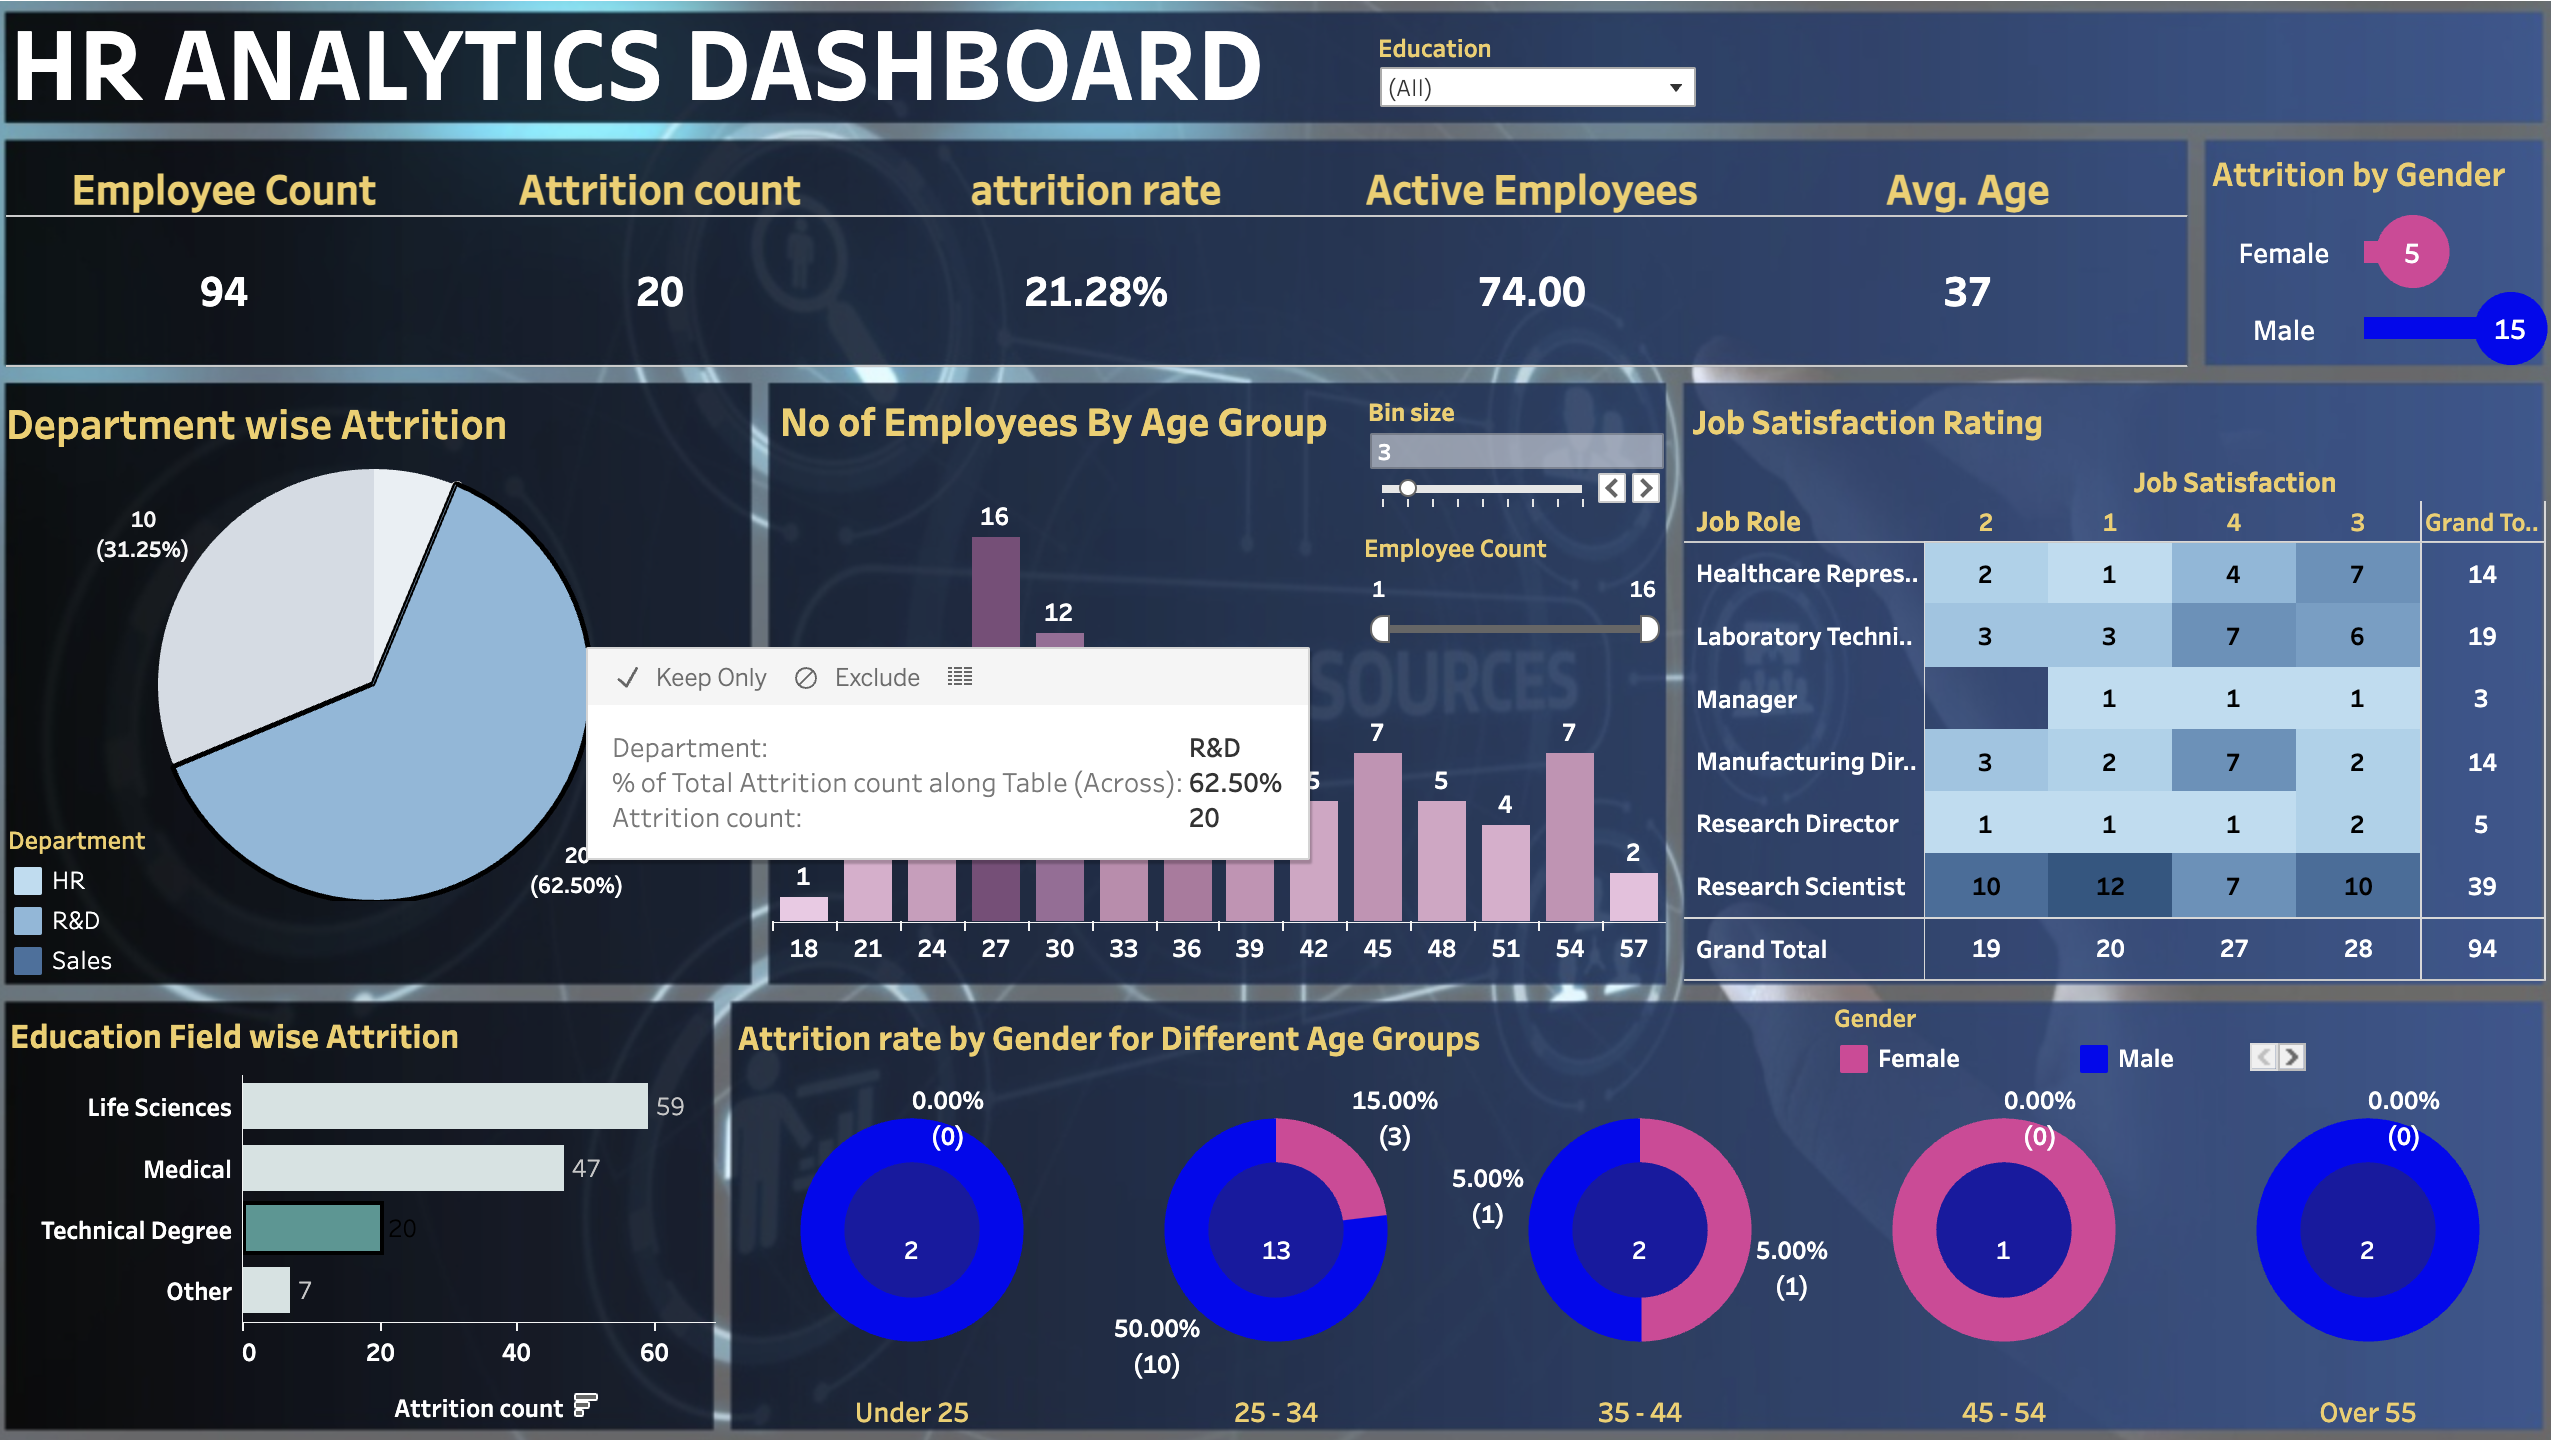 HR ANALYTICS DASHBOARD
Education
(All)
Employee Count Attrition count attrition rate Active Employees Avg. Age
94 20 21.28% 74.00 37
Attrition by Gender
Female 5
Male 15
Department wise Attrition
10
(31.25%)
20
(62.50%)
Department
HR
R&D
Sales
No of Employees By Age Group
Bin size
3
Employee Count
1 16
16
12
7
7
5
5
4
2
1
18 21 24 27 30 33 36 39 42 45 48 51 54 57
SOURCES
Keep Only Exclude
Department: R&D
% of Total Attrition count along Table (Across): 62.50%
Attrition count: 20
Job Satisfaction Rating
Job Satisfaction
Job Role 2 1 4 3 Grand To..
Healthcare Repres.. 2 1 4 7 14
Laboratory Techni.. 3 3 7 6 19
Manager 1 1 1 3
Manufacturing Dir.. 3 2 7 2 14
Research Director 1 1 1 2 5
Research Scientist 10 12 7 10 39
Grand Total 19 20 27 28 94
Education Field wise Attrition
Life Sciences 59
Medical 47
Technical Degree 20
Other 7
0 20 40 60
Attrition count
Attrition rate by Gender for Different Age Groups
Gender
Female Male
0.00%
(0)
2
Under 25
15.00%
(3)
13
50.00%
(10)
25 - 34
5.00%
(1)
2
5.00%
(1)
35 - 44
0.00%
(0)
1
45 - 54
0.00%
(0)
2
Over 55